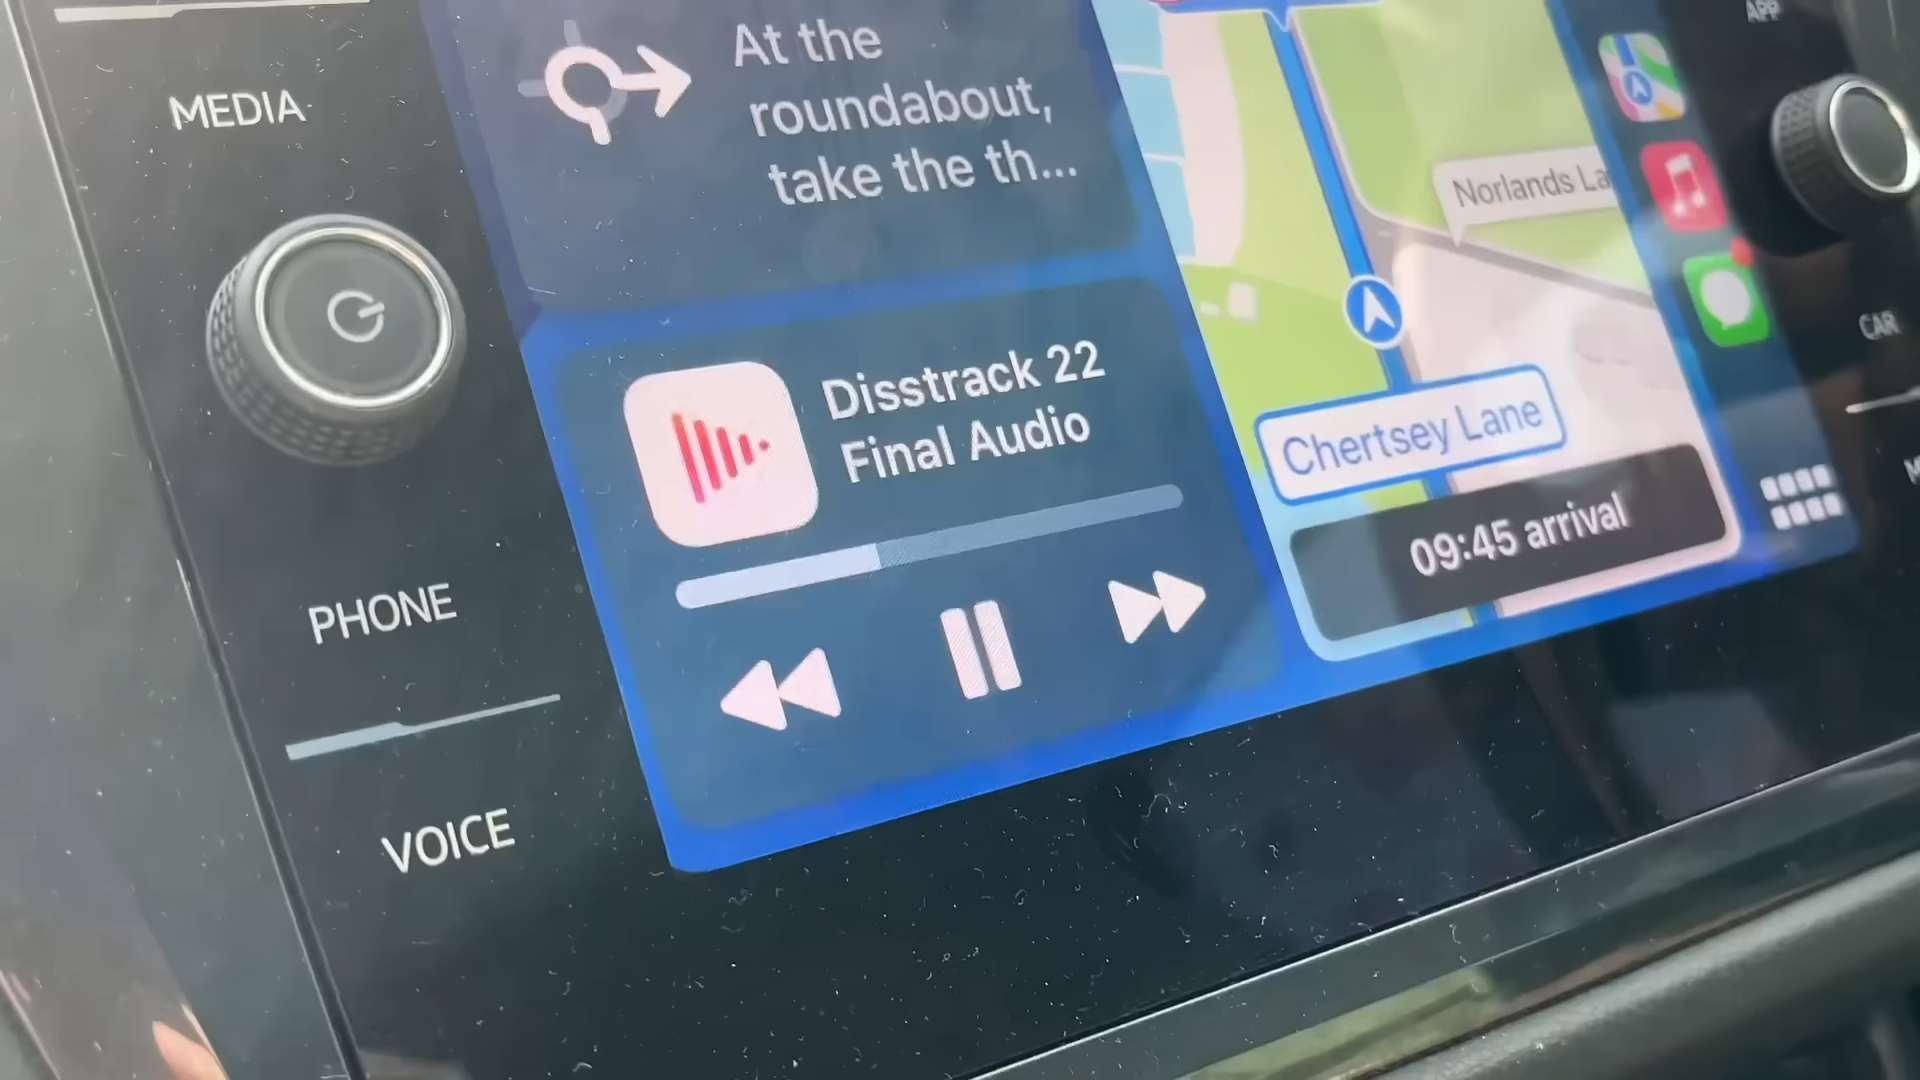 MEDIA
PHONE
VOICE
At the
roundabout,
take the th...
Disstrack 22
Final Audio
Norlands La
Chertsey Lane
09:45 arrival
APP
CAR